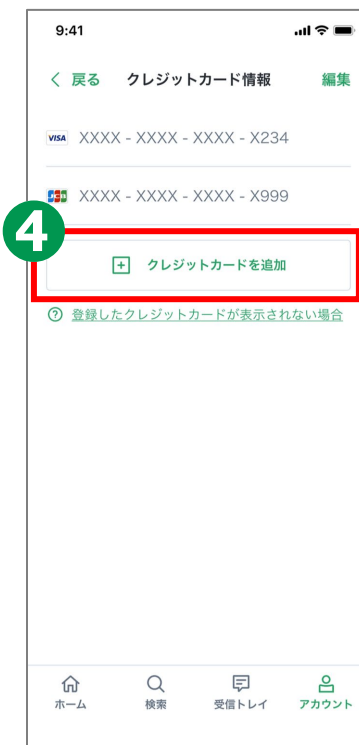 9:41
戻る クレジットカード情報 編集
VISA XXXX - XXXX - XXXX - X234
JCB XXXX - XXXX - XXXX - X999
4
クレジットカードを追加
登録したクレジットカードが表示されない場合
ホーム 検索 受信トレイ アカウント